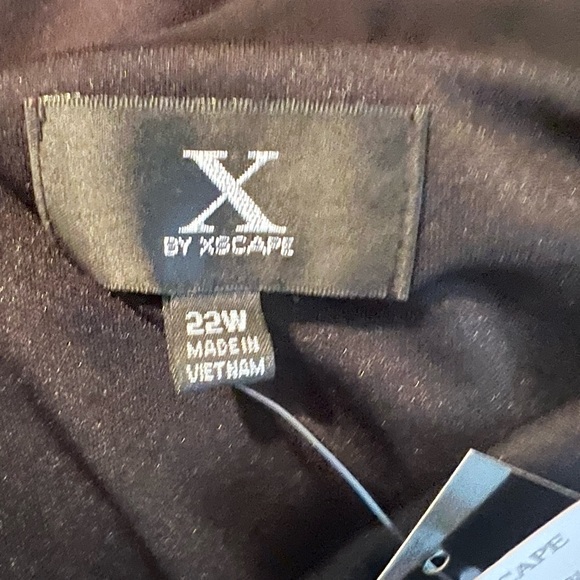 X
BY XSCAPE
22W
MADE IN
VIETNAM